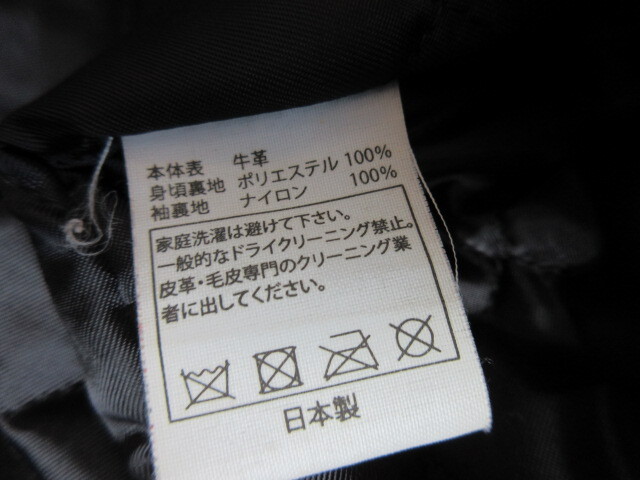 本体表 牛革
身頃裏地 ポリエステル 100%
袖裏地 ナイロン 100%
家庭洗濯は避けて下さい。
一般的なドライクリーニング禁止。
皮革・毛皮専門のクリーニング業
者に出してください。
日本製